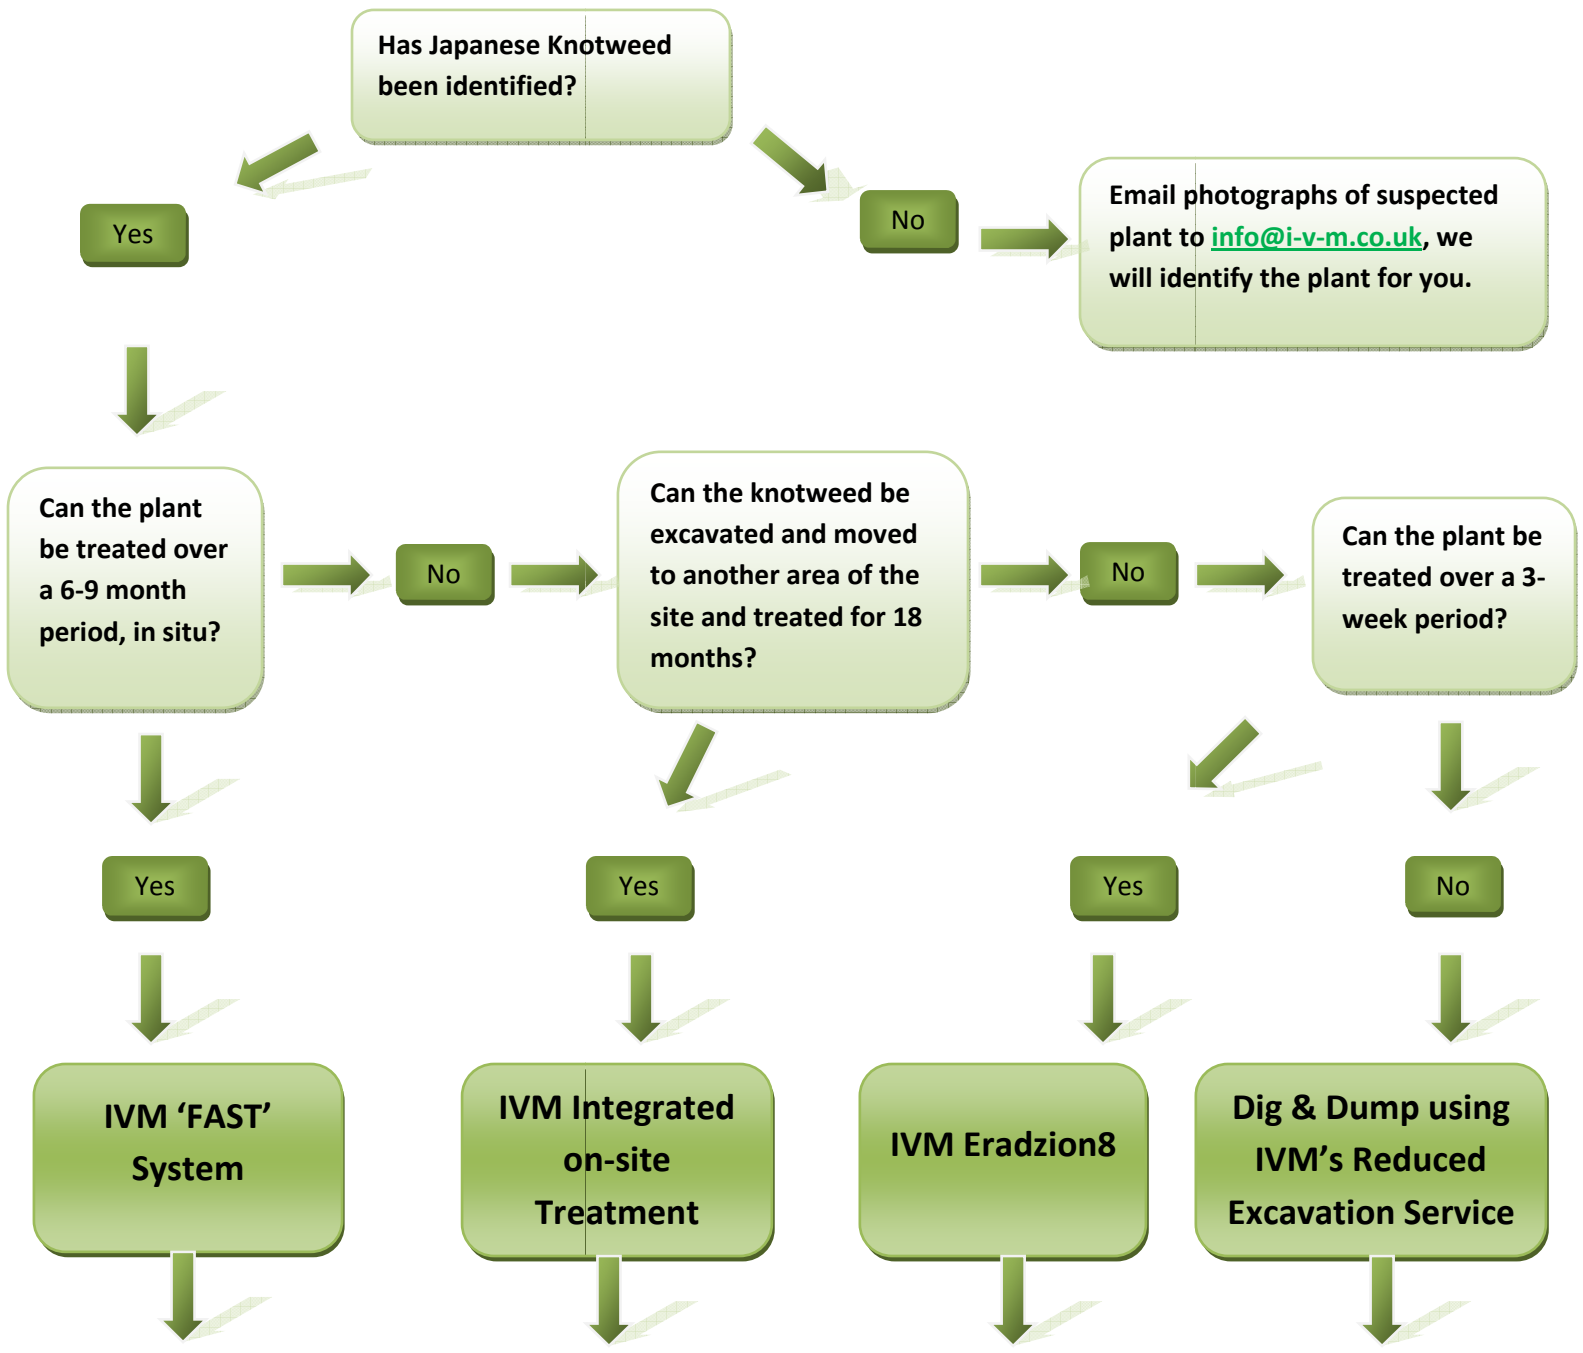 Has Japanese Knotweed
been identified?
Yes
No
Email photographs of suspected
plant to info@i-v-m.co.uk, we
will identify the plant for you.
Can the plant
be treated over
a 6-9 month
period, in situ?
No
Can the knotweed be
excavated and moved
to another area of the
site and treated for 18
months?
No
Can the plant be
treated over a 3-
week period?
Yes
Yes
Yes
No
IVM ‘FAST’
System
IVM Integrated
on-site
Treatment
IVM Eradzion8
Dig & Dump using
IVM’s Reduced
Excavation Service